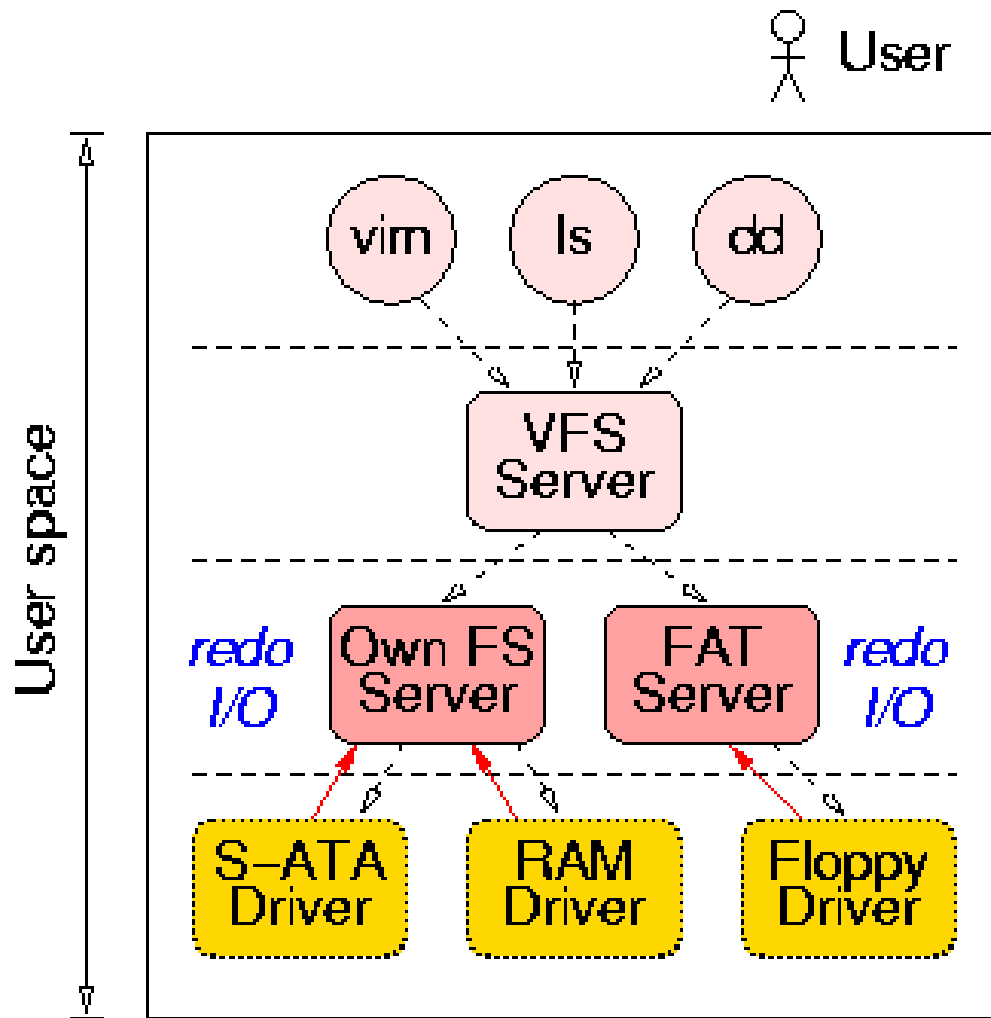 User
User space
vim
ls
dd
VFS
Server
redo
I/O
Own FS
Server
FAT
Server
redo
I/O
S-ATA
Driver
RAM
Driver
Floppy
Driver